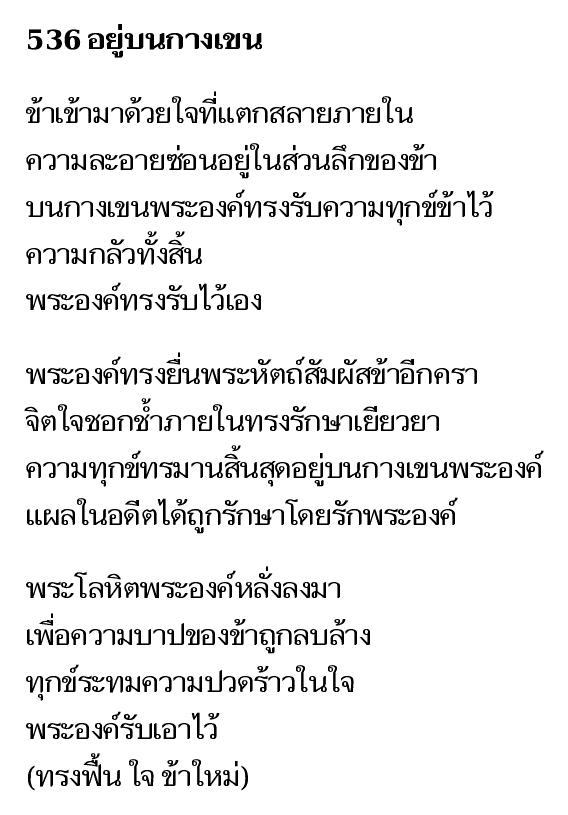 536 อยู่บนกางเขน
ข้าเข้ามาด้วยใจที่แตกสลายภายใน
ความละอายซ่อนอยู่ในส่วนลึกของข้า
บนกางเขนพระองค์ทรงรับความทุกข์ข้าไว้
ความกลัวทั้งสิ้น
พระองค์ทรงรับไว้เอง
พระองค์ทรงยื่นพระหัตถ์สัมผัสข้าอีกครา
จิตใจชอกช้ำภายในทรงรักษาเยียวยา
ความทุกข์ทรมานสิ้นสุดอยู่บนกางเขนพระองค์
แผลในอดีตได้ถูกรักษาโดยรักพระองค์
พระโลหิตพระองค์หลั่งลงมา
เพื่อความบาปของข้าถูกลบล้าง
ทุกข์ระทมความปวดร้าวในใจ
พระองค์รับเอาไว้
(ทรงฟื้น ใจ ข้าใหม่)